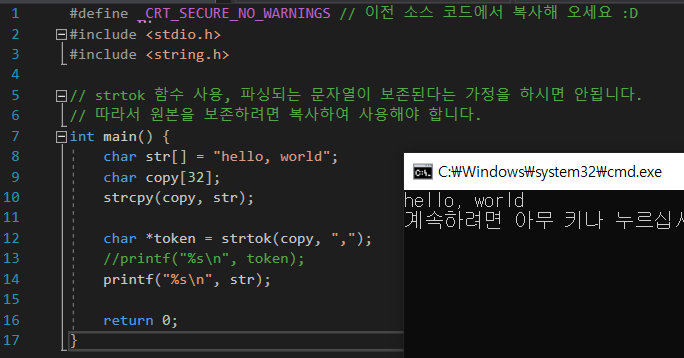 1 #define _CRT_SECURE_NO_WARNINGS // 이전 소스 코드에서 복사해 오세요 :D
2 #include <stdio.h>
3 #include <string.h>
4
5 // strtok 함수 사용, 파싱되는 문자열이 보존된다는 가정을 하시면 안됩니다.
6 // 따라서 원본을 보존하려면 복사하여 사용해야 합니다.
7 int main() {
8 char str[] = "hello, world";
9 char copy[32];
10 strcpy(copy, str);
11
12 char *token = strtok(copy, ",");
13 //printf("%s\n", token);
14 printf("%s\n", str);
15
16 return 0;
17 }
C:\. C:₩Windows₩system32₩cmd.exe
hello, world
계속하려면 아무 키나 누르십